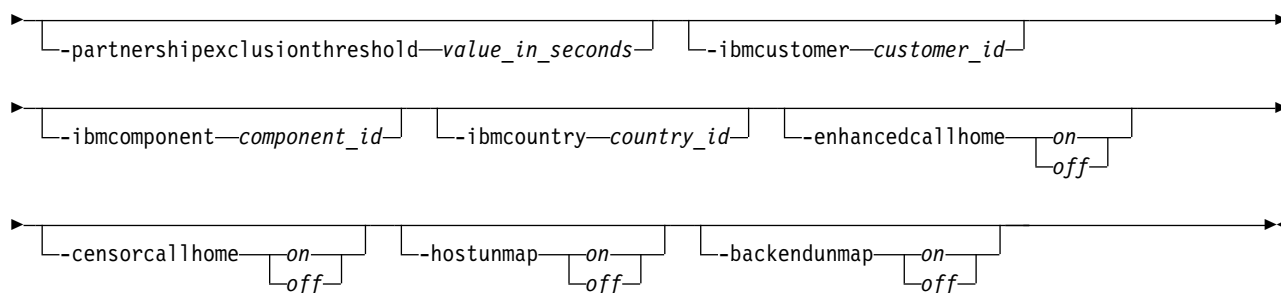 -partnershipexclusionthreshold value_in_seconds -ibmcustomer customer_id
-ibmcomponent component_id -ibmcountry country_id -enhancedcallhome on
off
-censorcallhome on -hostunmap on -backendunmap on
off off off